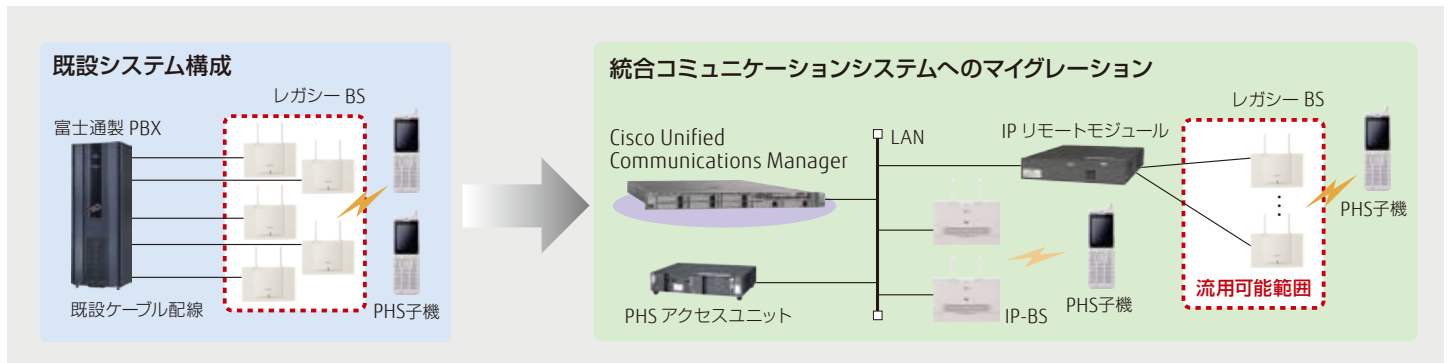 既設システム構成
レガシー BS
富士通製 PBX
既設ケーブル配線
PHS子機
統合コミュニケーションシステムへのマイグレーション
Cisco Unified
Communications Manager
LAN
IP リモートモジュール
レガシー BS
PHS子機
流用可能範囲
PHS アクセスユニット
IP-BS
PHS子機